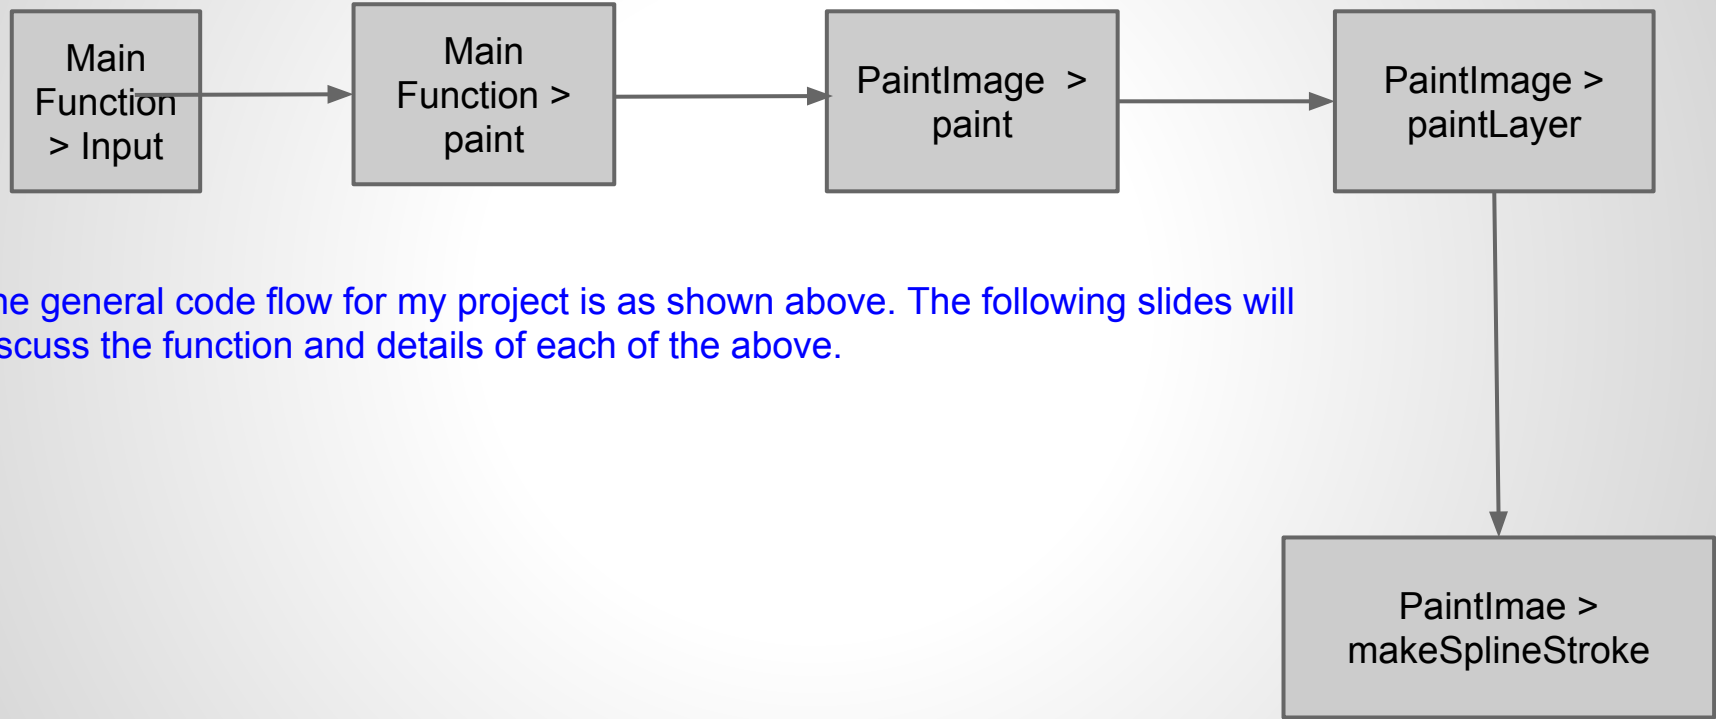 Main
Function
> Input
Main
Function >
paint
PaintImage >
paint
PaintImage >
paintLayer
he general code flow for my project is as shown above. The following slides will
scuss the function and details of each of the above.
PaintImae >
makeSplineStroke